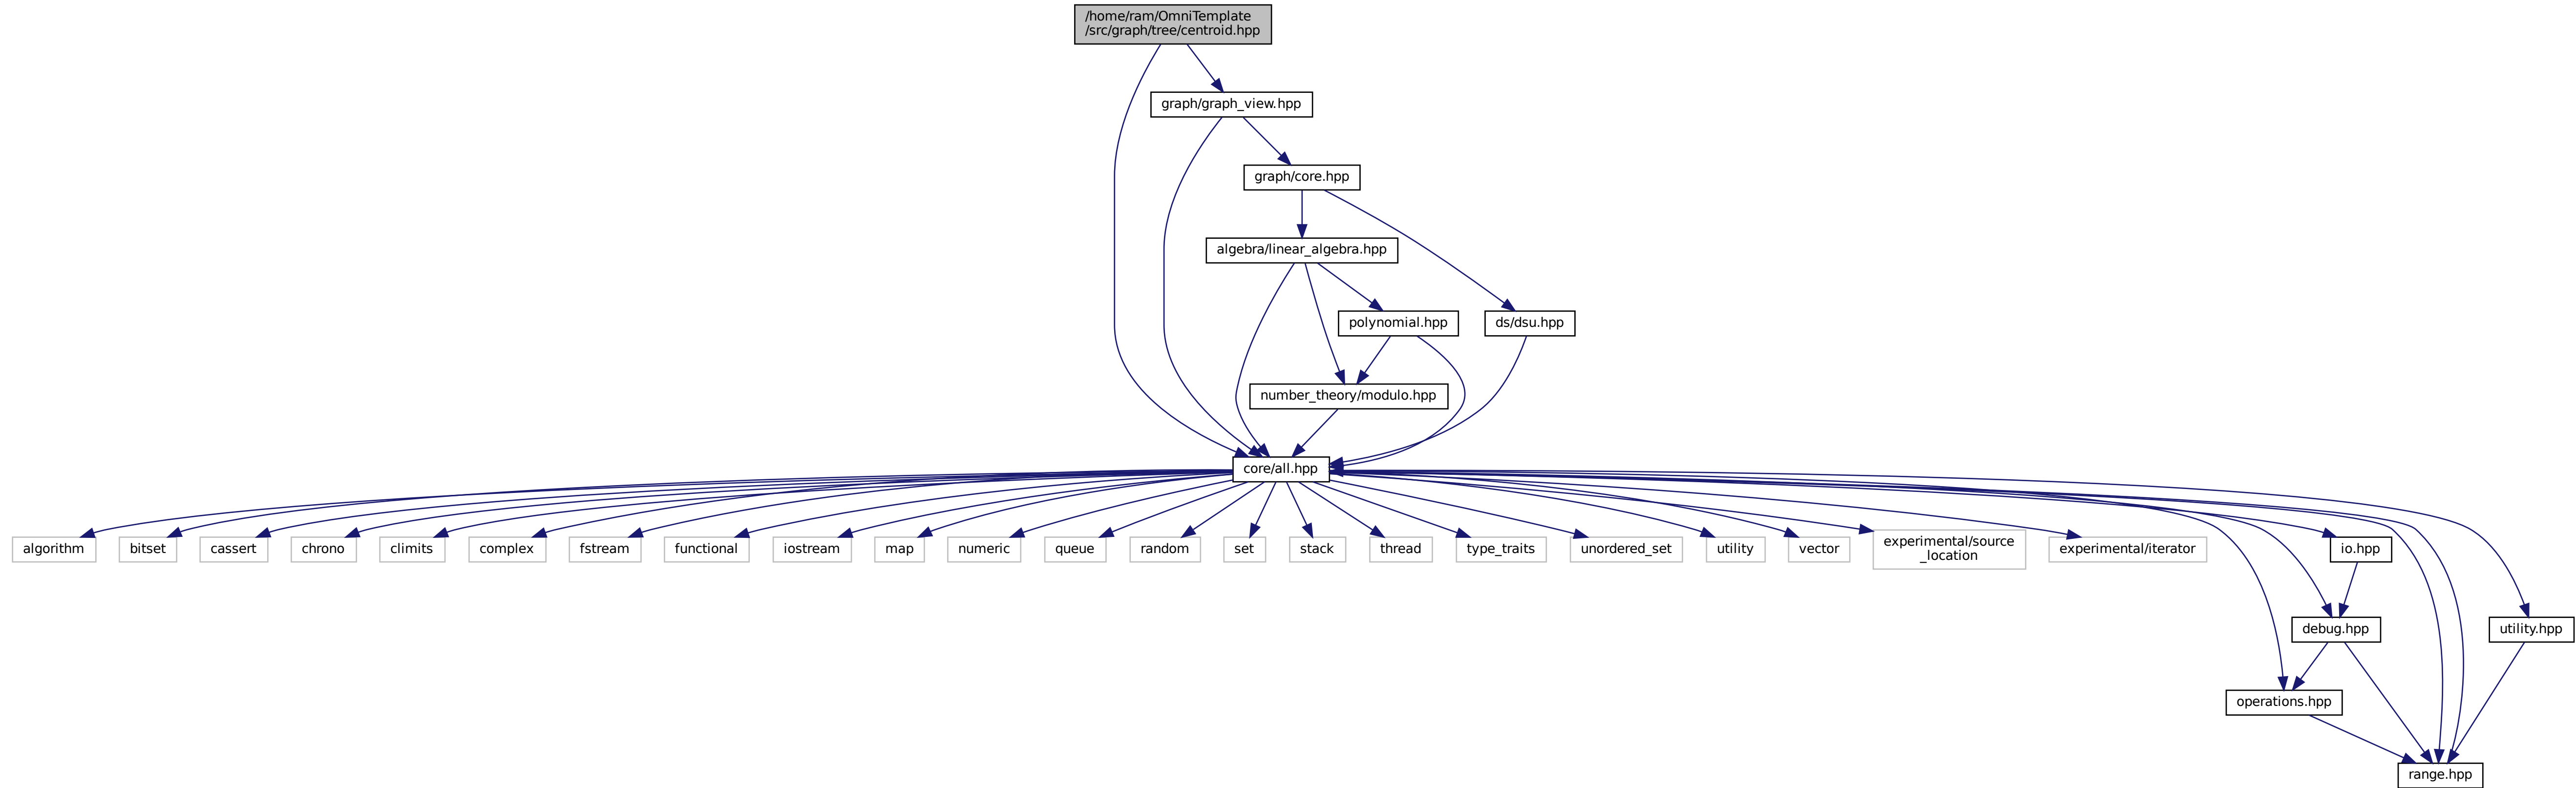 /home/ram/OmniTemplate
/src/graph/tree/centroid.hpp
graph/graph_view.hpp
graph/core.hpp
algebra/linear_algebra.hpp
polynomial.hpp
ds/dsu.hpp
number_theory/modulo.hpp
core/all.hpp
algorithm
bitset
cassert
chrono
climits
complex
fstream
functional
iostream
map
numeric
queue
random
set
stack
thread
type_traits
unordered_set
utility
vector
experimental/source
_location
experimental/iterator
io.hpp
debug.hpp
utility.hpp
operations.hpp
range.hpp